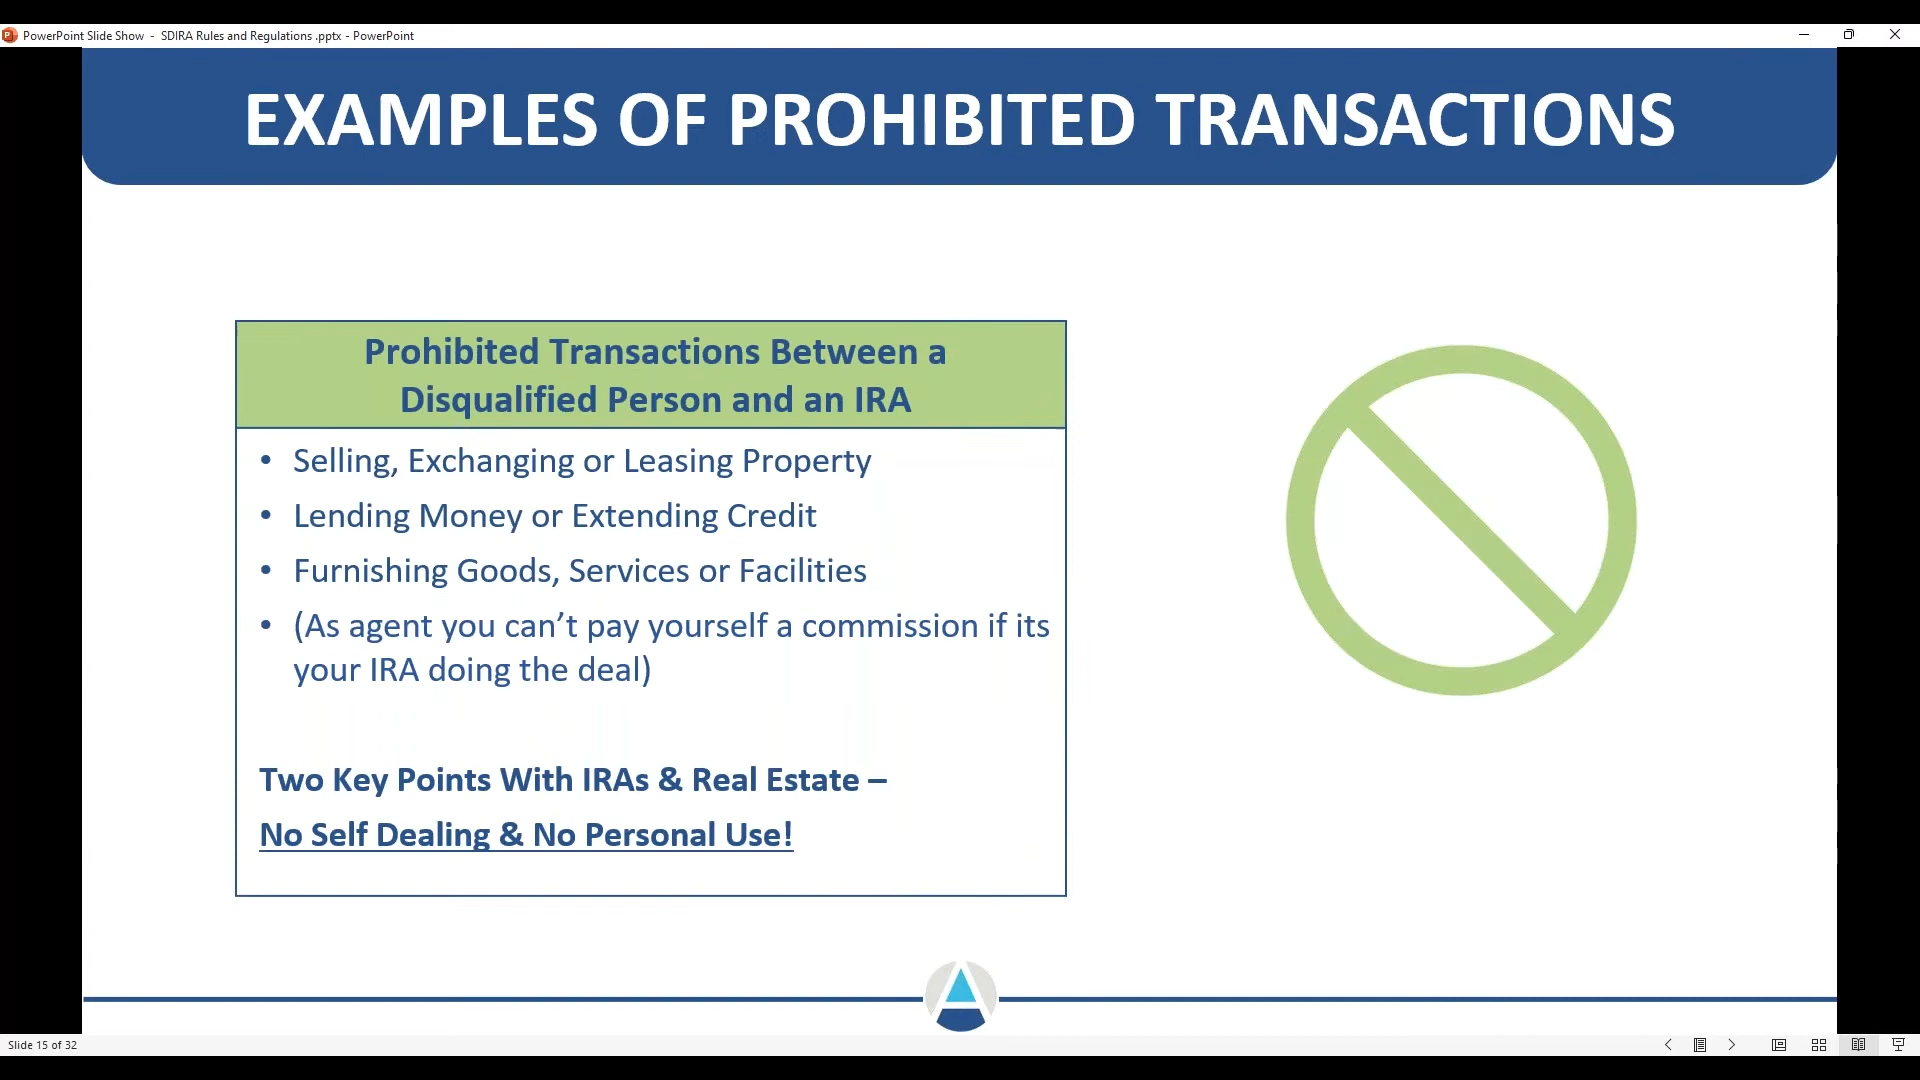 PowerPoint Slide Show - SDIRA Rules and Regulations .pptx - PowerPoint
EXAMPLES OF PROHIBITED TRANSACTIONS
Prohibited Transactions Between a
Disqualified Person and an IRA
• Selling, Exchanging or Leasing Property
• Lending Money or Extending Credit
• Furnishing Goods, Services or Facilities
• (As agent you can’t pay yourself a commission if its
your IRA doing the deal)
Two Key Points With IRAs & Real Estate –
No Self Dealing & No Personal Use!
Slide 15 of 32